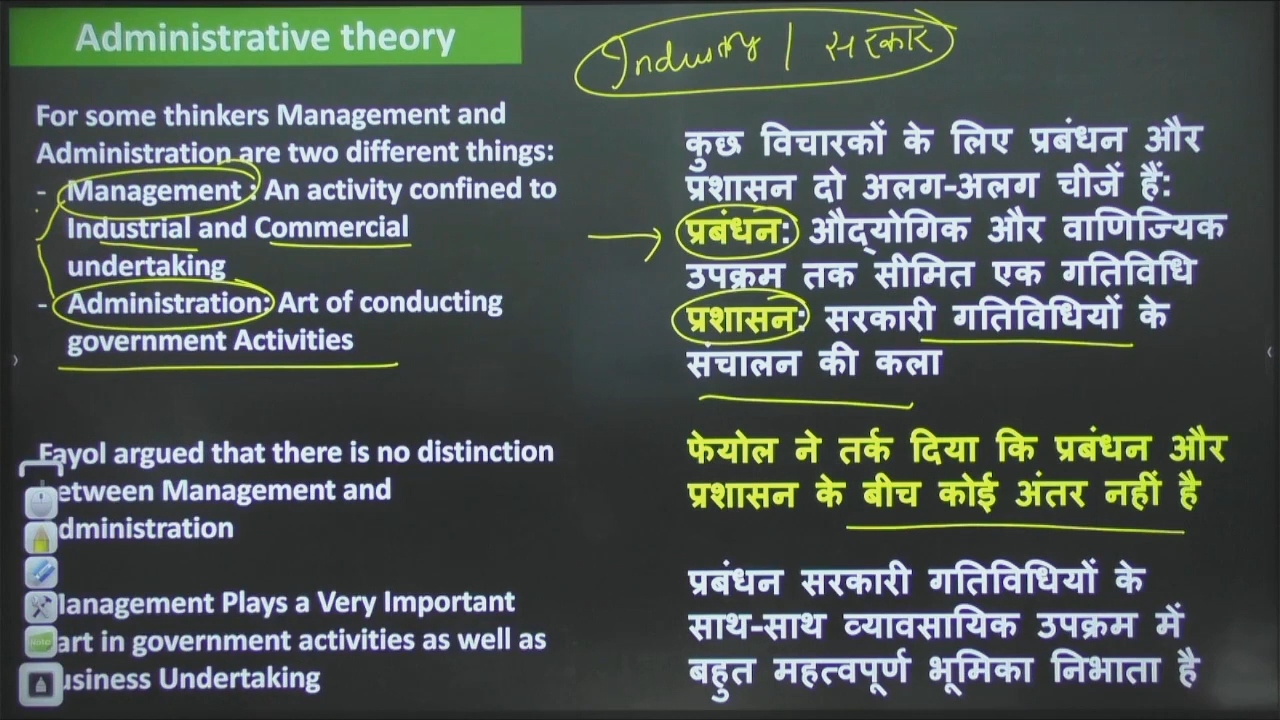 Administrative theory
Industry / सरकार
For some thinkers Management and
Administration are two different things:
- Management : An activity confined to
Industrial and Commercial
undertaking
- Administration: Art of conducting
government Activities
Fayol argued that there is no distinction
etween Management and
dministration
anagement Plays a Very Important
art in government activities as well as
usiness Undertaking
कुछ विचारकों के लिए प्रबंधन और
प्रशासन दो अलग-अलग चीजें हैं:
प्रबंधन: औद्योगिक और वाणिज्यिक
उपक्रम तक सीमित एक गतिविधि
प्रशासन: सरकारी गतिविधियों के
संचालन की कला
फेयोल ने तर्क दिया कि प्रबंधन और
प्रशासन के बीच कोई अंतर नहीं है
प्रबंधन सरकारी गतिविधियों के
साथ-साथ व्यावसायिक उपक्रम में
बहुत महत्वपूर्ण भूमिका निभाता है